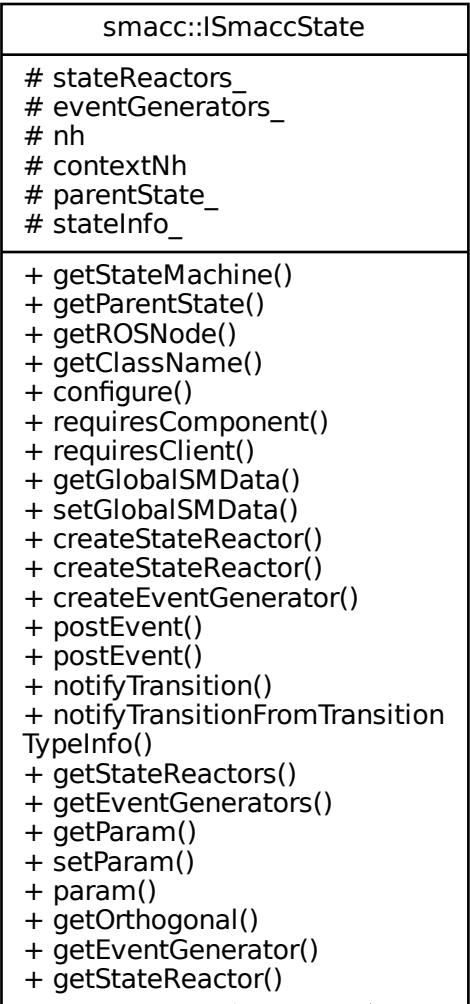 smacc::ISmaccState
# stateReactors_
# eventGenerators_
# nh
# contextNh
# parentState_
# stateInfo_
+ getStateMachine()
+ getParentState()
+ getROSNode()
+ getClassName()
+ configure()
+ requiresComponent()
+ requiresClient()
+ getGlobalSMData()
+ setGlobalSMData()
+ createStateReactor()
+ createStateReactor()
+ createEventGenerator()
+ postEvent()
+ postEvent()
+ notifyTransition()
+ notifyTransitionFromTransition
TypeInfo()
+ getStateReactors()
+ getEventGenerators()
+ getParam()
+ setParam()
+ param()
+ getOrthogonal()
+ getEventGenerator()
+ getStateReactor()